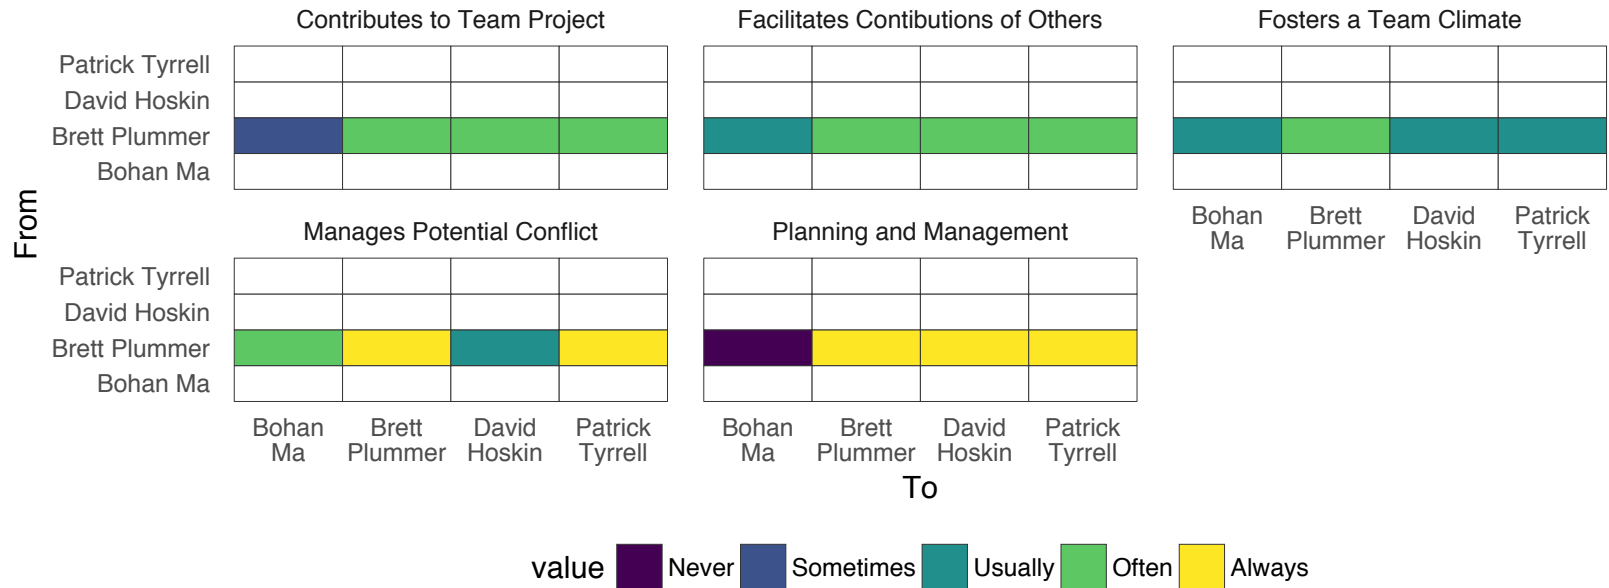 Contributes to Team Project
Facilitates Contibutions of Others
Fosters a Team Climate
Patrick Tyrrell
David Hoskin
Brett Plummer
Bohan Ma
Bohan Ma
Brett Plummer
David Hoskin
Patrick Tyrrell
From
Manages Potential Conflict
Planning and Management
Patrick Tyrrell
David Hoskin
Brett Plummer
Bohan Ma
Bohan Ma
Brett Plummer
David Hoskin
Patrick Tyrrell
Bohan Ma
Brett Plummer
David Hoskin
Patrick Tyrrell
To
value Never Sometimes Usually Often Always